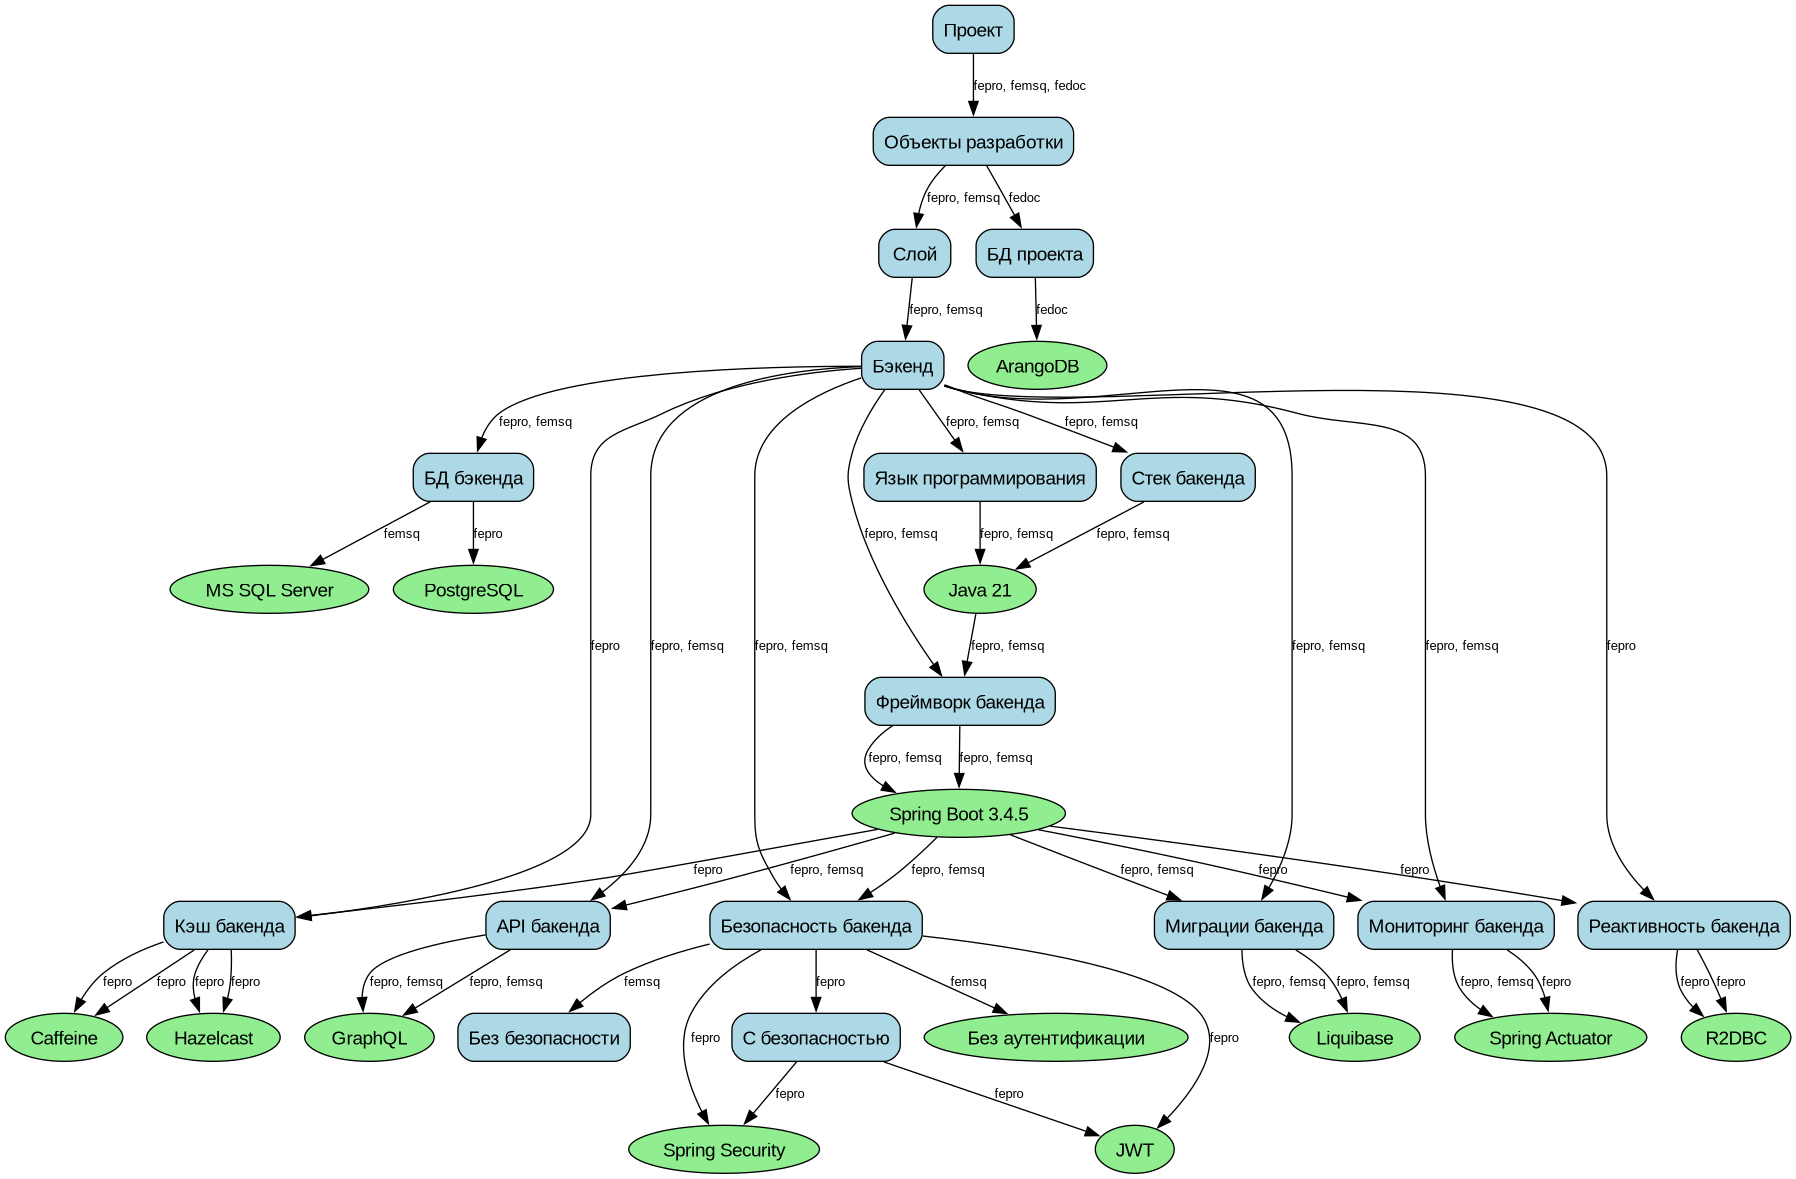 Проект
fepro, femsq, fedoc
Объекты разработки
fepro, femsq
fedoc
Слой
БД проекта
fepro, femsq
fedoc
Бэкенд
ArangoDB
fepro, femsq
fepro, femsq
fepro, femsq
БД бэкенда
Язык программирования
Стек бакенда
femsq
fepro
fepro, femsq
fepro, femsq
fepro, femsq
MS SQL Server
PostgreSQL
Java 21
fepro
fepro, femsq
fepro, femsq
fepro, femsq
fepro, femsq
fepro, femsq
fepro
Фреймворк бакенда
fepro, femsq
fepro, femsq
Spring Boot 3.4.5
fepro
fepro, femsq
fepro, femsq
fepro, femsq
fepro
fepro
Кэш бакенда
API бакенда
Безопасность бакенда
Миграции бакенда
Мониторинг бакенда
Реактивность бакенда
fepro
fepro
fepro
fepro
fepro, femsq
fepro, femsq
femsq
fepro
femsq
fepro, femsq
fepro, femsq
fepro, femsq
fepro
fepro
fepro
Caffeine
Hazelcast
GraphQL
Без безопасности
fepro
С безопасностью
Без аутентификации
fepro
Liquibase
Spring Actuator
R2DBC
fepro
fepro
Spring Security
JWT